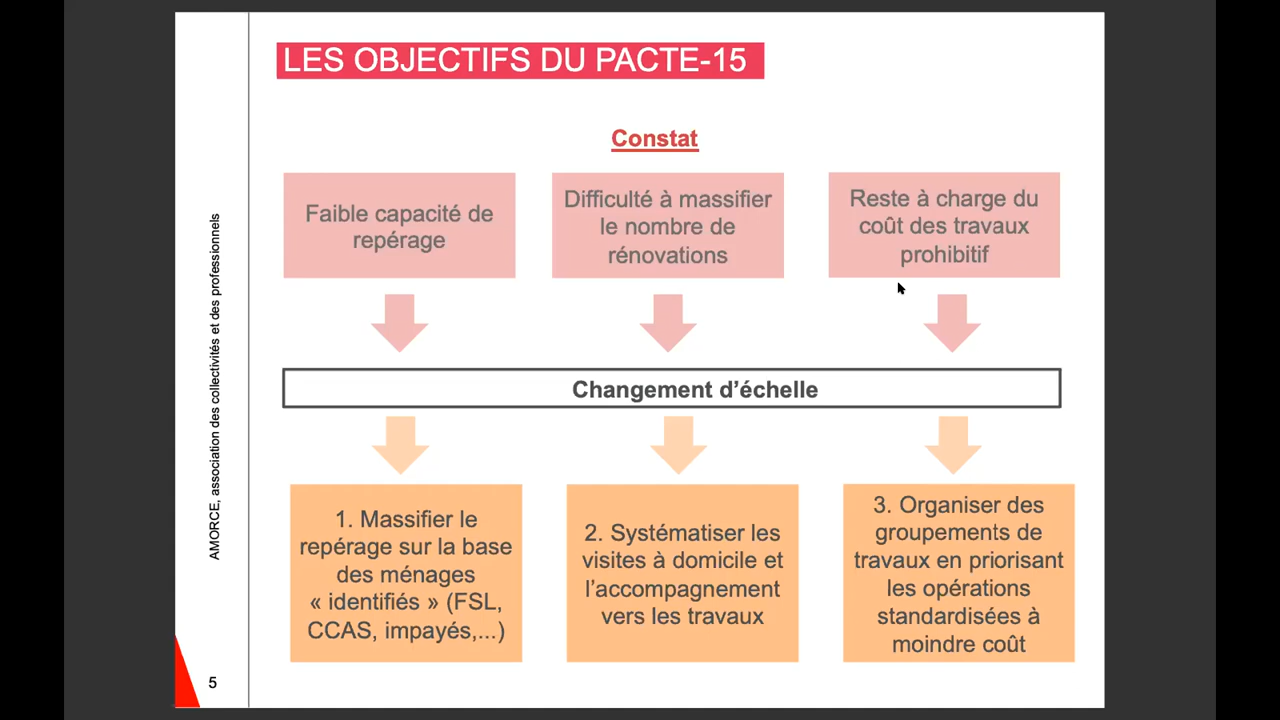 LES OBJECTIFS DU PACTE-15
Constat
Faible capacité de
repérage
Difficulté à massifier
le nombre de
rénovations
Reste à charge du
coût des travaux
prohibitif
Changement d’échelle
1. Massifier le
repérage sur la base
des ménages
« identifiés » (FSL,
CCAS, impayés,...)
2. Systématiser les
visites à domicile et
l’accompagnement
vers les travaux
3. Organiser des
groupements de
travaux en priorisant
les opérations
standardisées à
moindre coût
AMORCE, association des collectivités et des professionnels
5